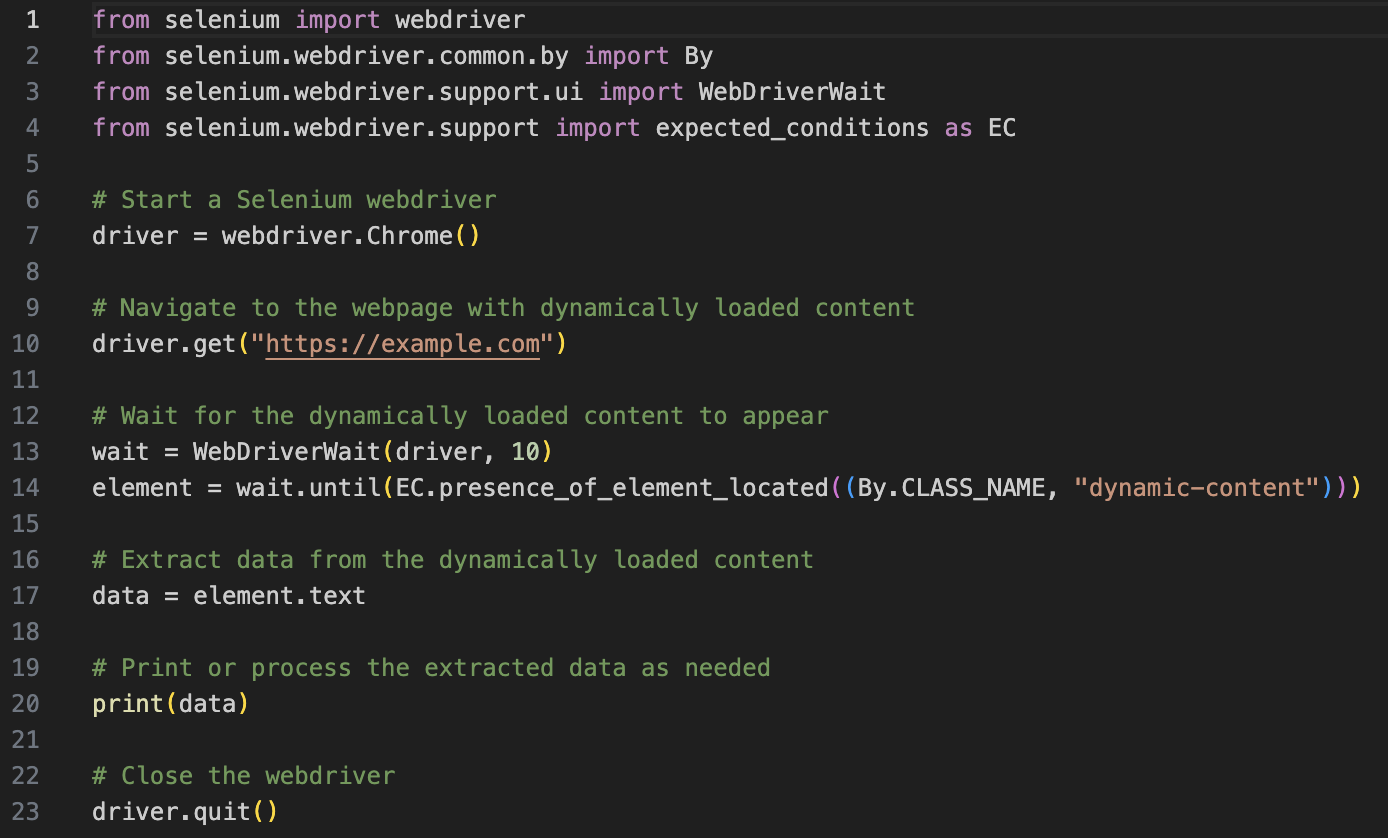 1 from selenium import webdriver
2 from selenium.webdriver.common.by import By
3 from selenium.webdriver.support.ui import WebDriverWait
4 from selenium.webdriver.support import expected_conditions as EC
5
6 # Start a Selenium webdriver
7 driver = webdriver.Chrome()
8
9 # Navigate to the webpage with dynamically loaded content
10 driver.get("https://example.com")
11
12 # Wait for the dynamically loaded content to appear
13 wait = WebDriverWait(driver, 10)
14 element = wait.until(EC.presence_of_element_located((By.CLASS_NAME, "dynamic-content")))
15
16 # Extract data from the dynamically loaded content
17 data = element.text
18
19 # Print or process the extracted data as needed
20 print(data)
21
22 # Close the webdriver
23 driver.quit()